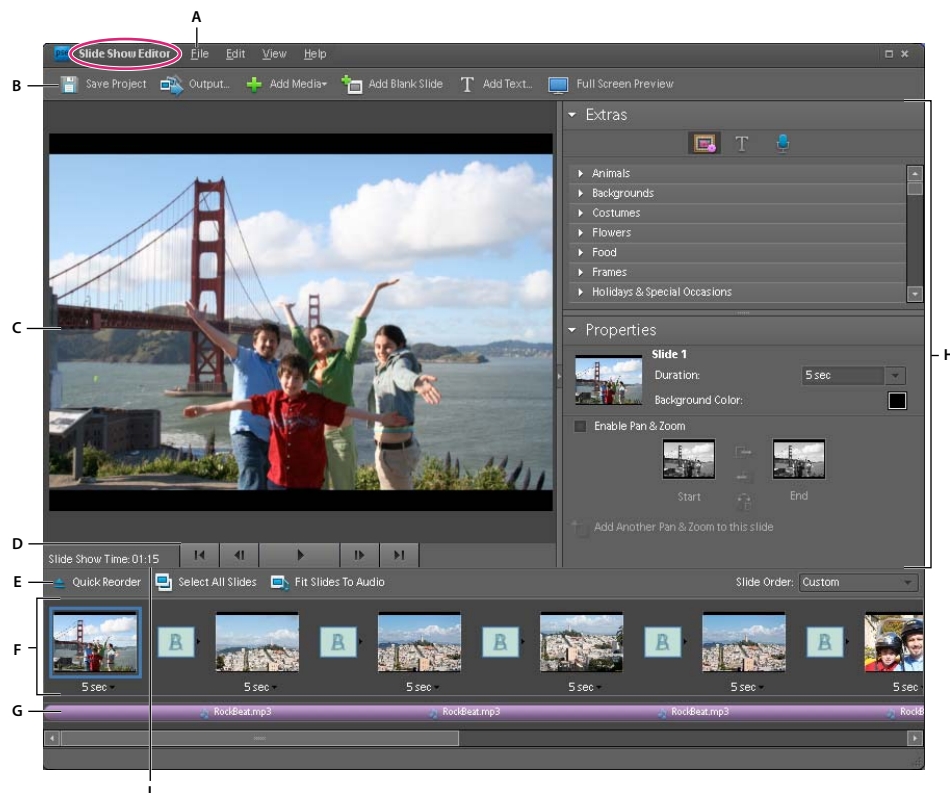 A
Slide Show Editor File Edit View Help
B
Save Project Output... Add Media Add Blank Slide T Add Text... Full Screen Preview
Extras
T
Animals
Backgrounds
Costumes
Flowers
Food
Frames
Holidays & Special Occasions
C
H
Properties
Slide 1
Duration: 5 sec
Background Color:
Enable Pan & Zoom
Start End
Add Another Pan & Zoom to this slide
D
Slide Show Time: 01:15
E
Quick Reorder Select All Slides Fit Slides To Audio Slide Order: Custom
F
B B B B B
5 sec 5 sec 5 sec 5 sec 5 sec 5 sec
G
RockBeat.mp3 RockBeat.mp3 RockBeat.mp3 RockB
I